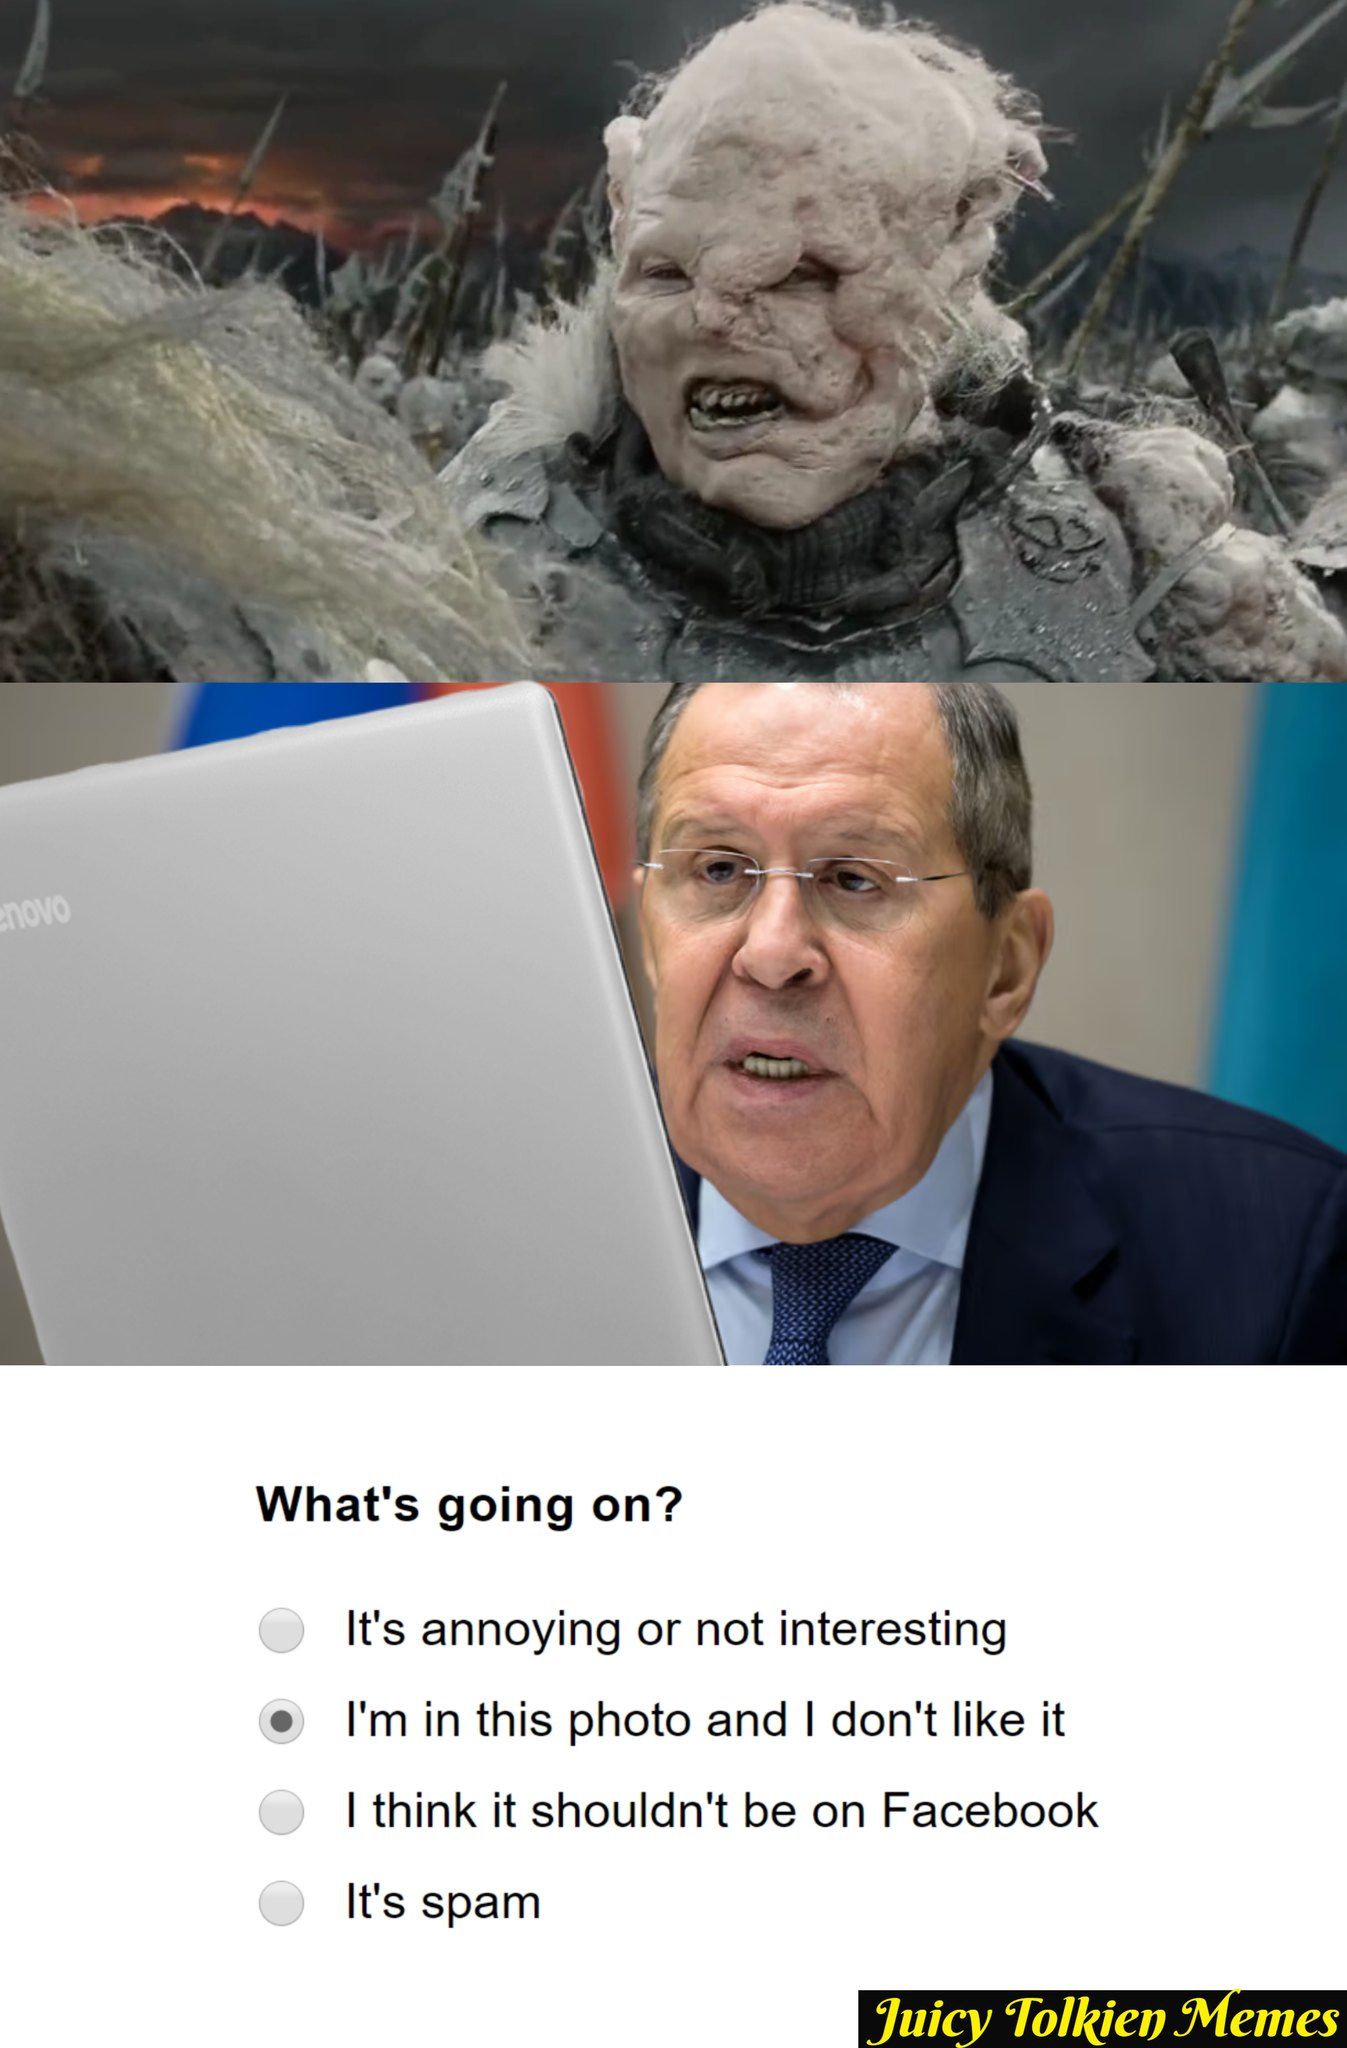 enovo
What's going on?
It's annoying or not interesting
I'm in this photo and I don't like it
I think it shouldn't be on Facebook
It's spam
Juicy Tolkien Memes